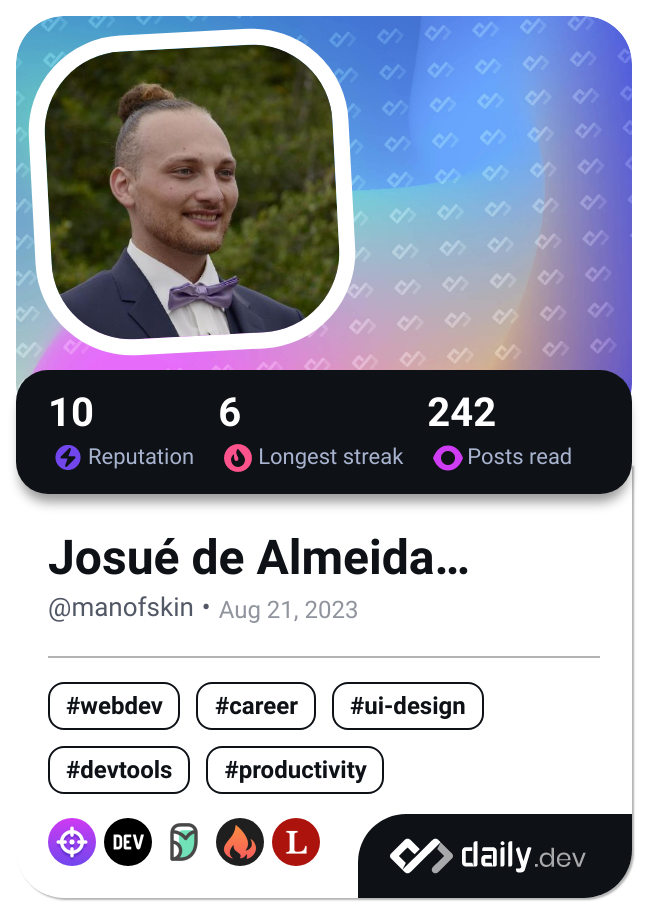 10 6 242
Reputation Longest streak Posts read
Josué de Almeida...
@manofskin • Aug 21, 2023
#webdev #career #ui-design
#devtools #productivity
DEV L daily.dev